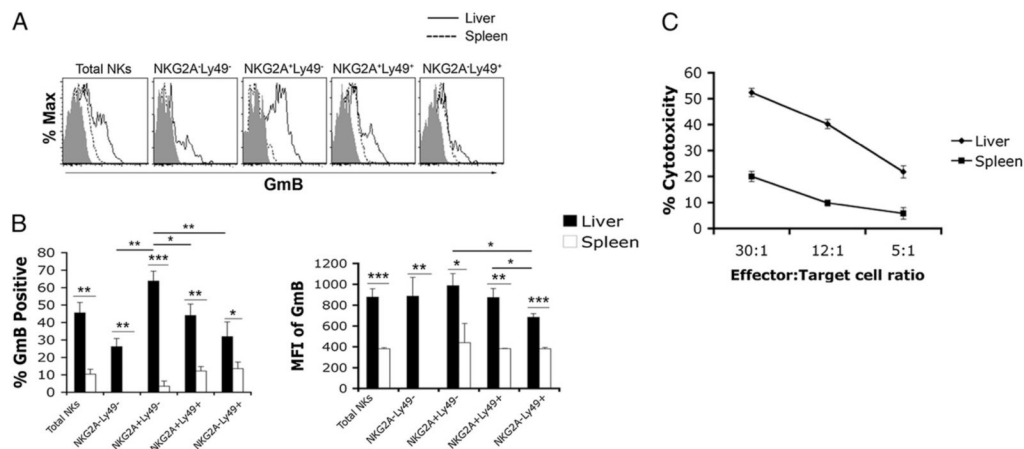 A
Liver
Spleen
Total NKs
NKG2A-Ly49-
NKG2A+Ly49-
NKG2A+Ly49+
NKG2A-Ly49+
% Max
GmB
B
Liver
Spleen
% GmB Positive
80
70
60
50
40
30
20
10
0
**
**
***
**
*
**
*
**
Total NKs
NKG2A-Ly49-
NKG2A+Ly49-
NKG2A+Ly49+
NKG2A-Ly49+
MFI of GmB
1200
1000
800
600
400
200
0
***
**
*
**
***
*
*
Total NKs
NKG2A-Ly49-
NKG2A+Ly49-
NKG2A+Ly49+
NKG2A-Ly49+
C
% Cytotoxicity
60
50
40
30
20
10
0
Liver
Spleen
30:1
12:1
5:1
Effector:Target cell ratio